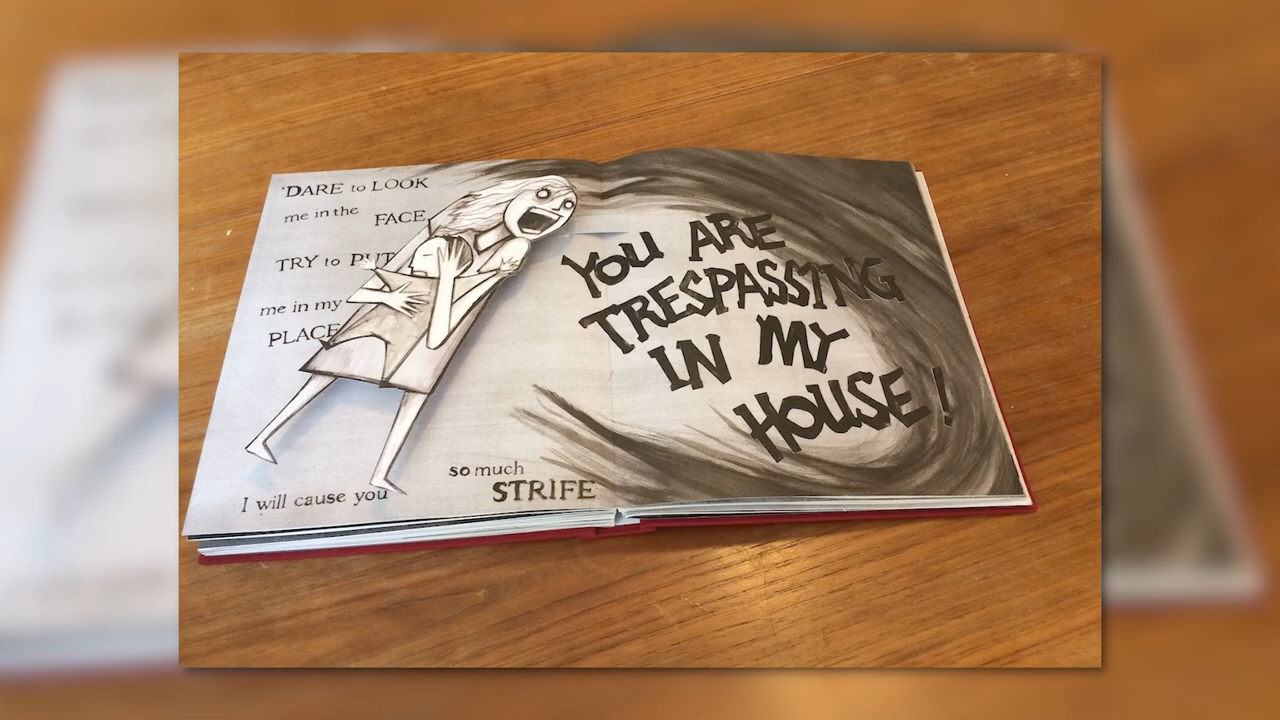 'DARE to LOOK
me in the FACE
TRY to PUT
me in my
PLACE
I will cause you
so much
STRIFE
YOU ARE
TRESPASSING
IN MY
HOUSE!